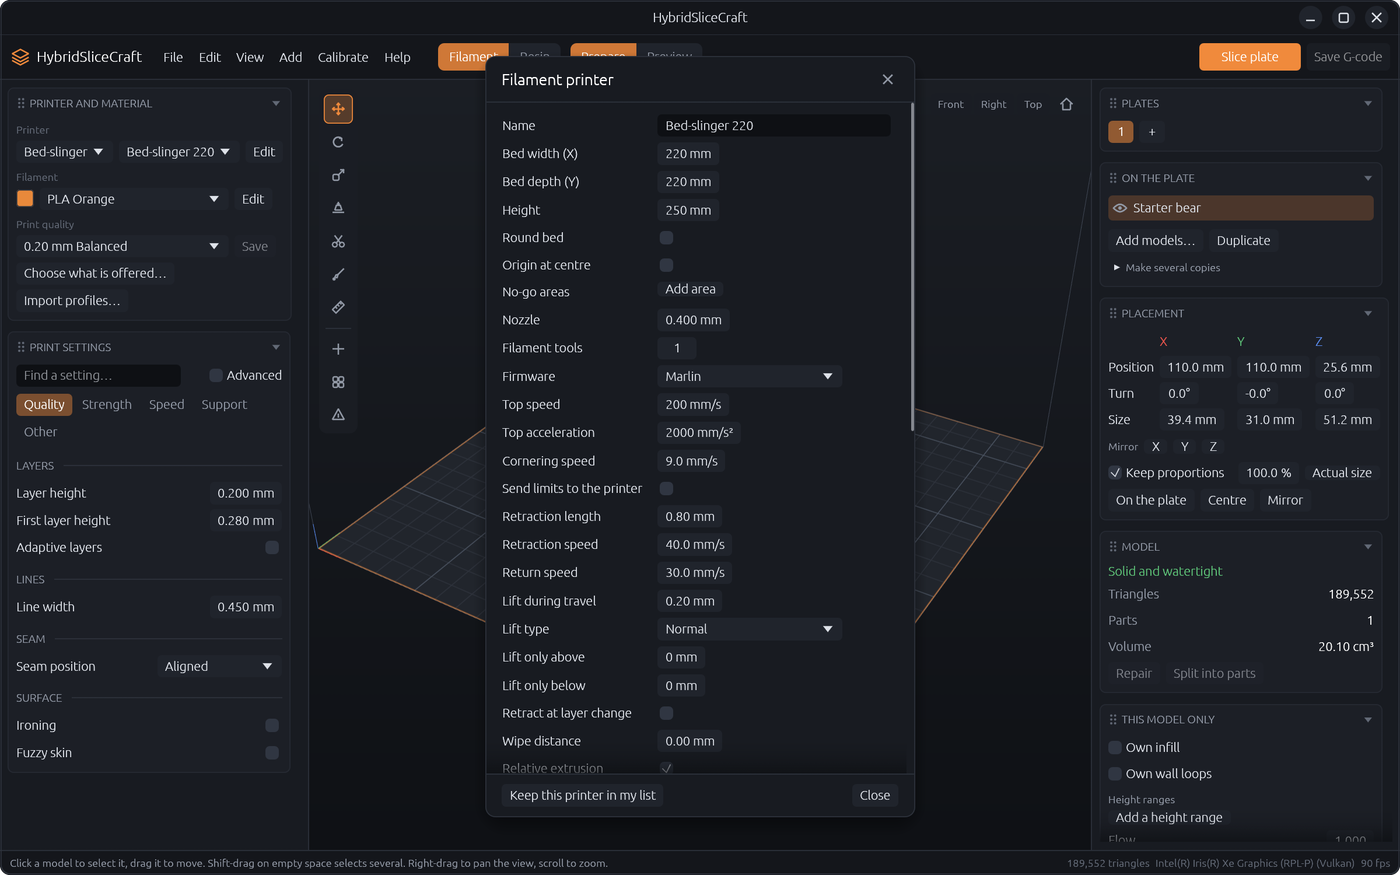 HybridSliceCraft
HybridSliceCraft
File Edit View Add Calibrate Help
Filament
Slice plate
Save G-code
PRINTER AND MATERIAL
Printer
Bed-slinger
Bed-slinger 220
Edit
Filament
PLA Orange
Edit
Print quality
0.20 mm Balanced
Save
Choose what is offered...
Import profiles...
PRINT SETTINGS
Find a setting...
Advanced
Quality Strength Speed Support
Other
LAYERS
Layer height 0.200 mm
First layer height 0.280 mm
Adaptive layers
LINES
Line width 0.450 mm
SEAM
Seam position Aligned
SURFACE
Ironing
Fuzzy skin
Filament printer
Name Bed-slinger 220
Bed width (X) 220 mm
Bed depth (Y) 220 mm
Height 250 mm
Round bed
Origin at centre
No-go areas Add area
Nozzle 0.400 mm
Filament tools 1
Firmware Marlin
Top speed 200 mm/s
Top acceleration 2000 mm/s²
Cornering speed 9.0 mm/s
Send limits to the printer
Retraction length 0.80 mm
Retraction speed 40.0 mm/s
Return speed 30.0 mm/s
Lift during travel 0.20 mm
Lift type Normal
Lift only above 0 mm
Lift only below 0 mm
Retract at layer change
Wipe distance 0.00 mm
Relative extrusion
Keep this printer in my list
Close
Front Right Top
PLATES
1 +
ON THE PLATE
Starter bear
Add models... Duplicate
Make several copies
PLACEMENT
X Y Z
Position 110.0 mm 110.0 mm 25.6 mm
Turn 0.0° -0.0° 0.0°
Size 39.4 mm 31.0 mm 51.2 mm
Mirror X Y Z
Keep proportions 100.0 % Actual size
On the plate Centre Mirror
MODEL
Solid and watertight
Triangles 189,552
Parts 1
Volume 20.10 cm³
Repair Split into parts
THIS MODEL ONLY
Own infill
Own wall loops
Height ranges
Add a height range
Click a model to select it, drag it to move. Shift-drag on empty space selects several. Right-drag to pan the view, scroll to zoom.
189,552 triangles Intel(R) Iris(R) Xe Graphics (RPL-P) (Vulkan) 90 fps